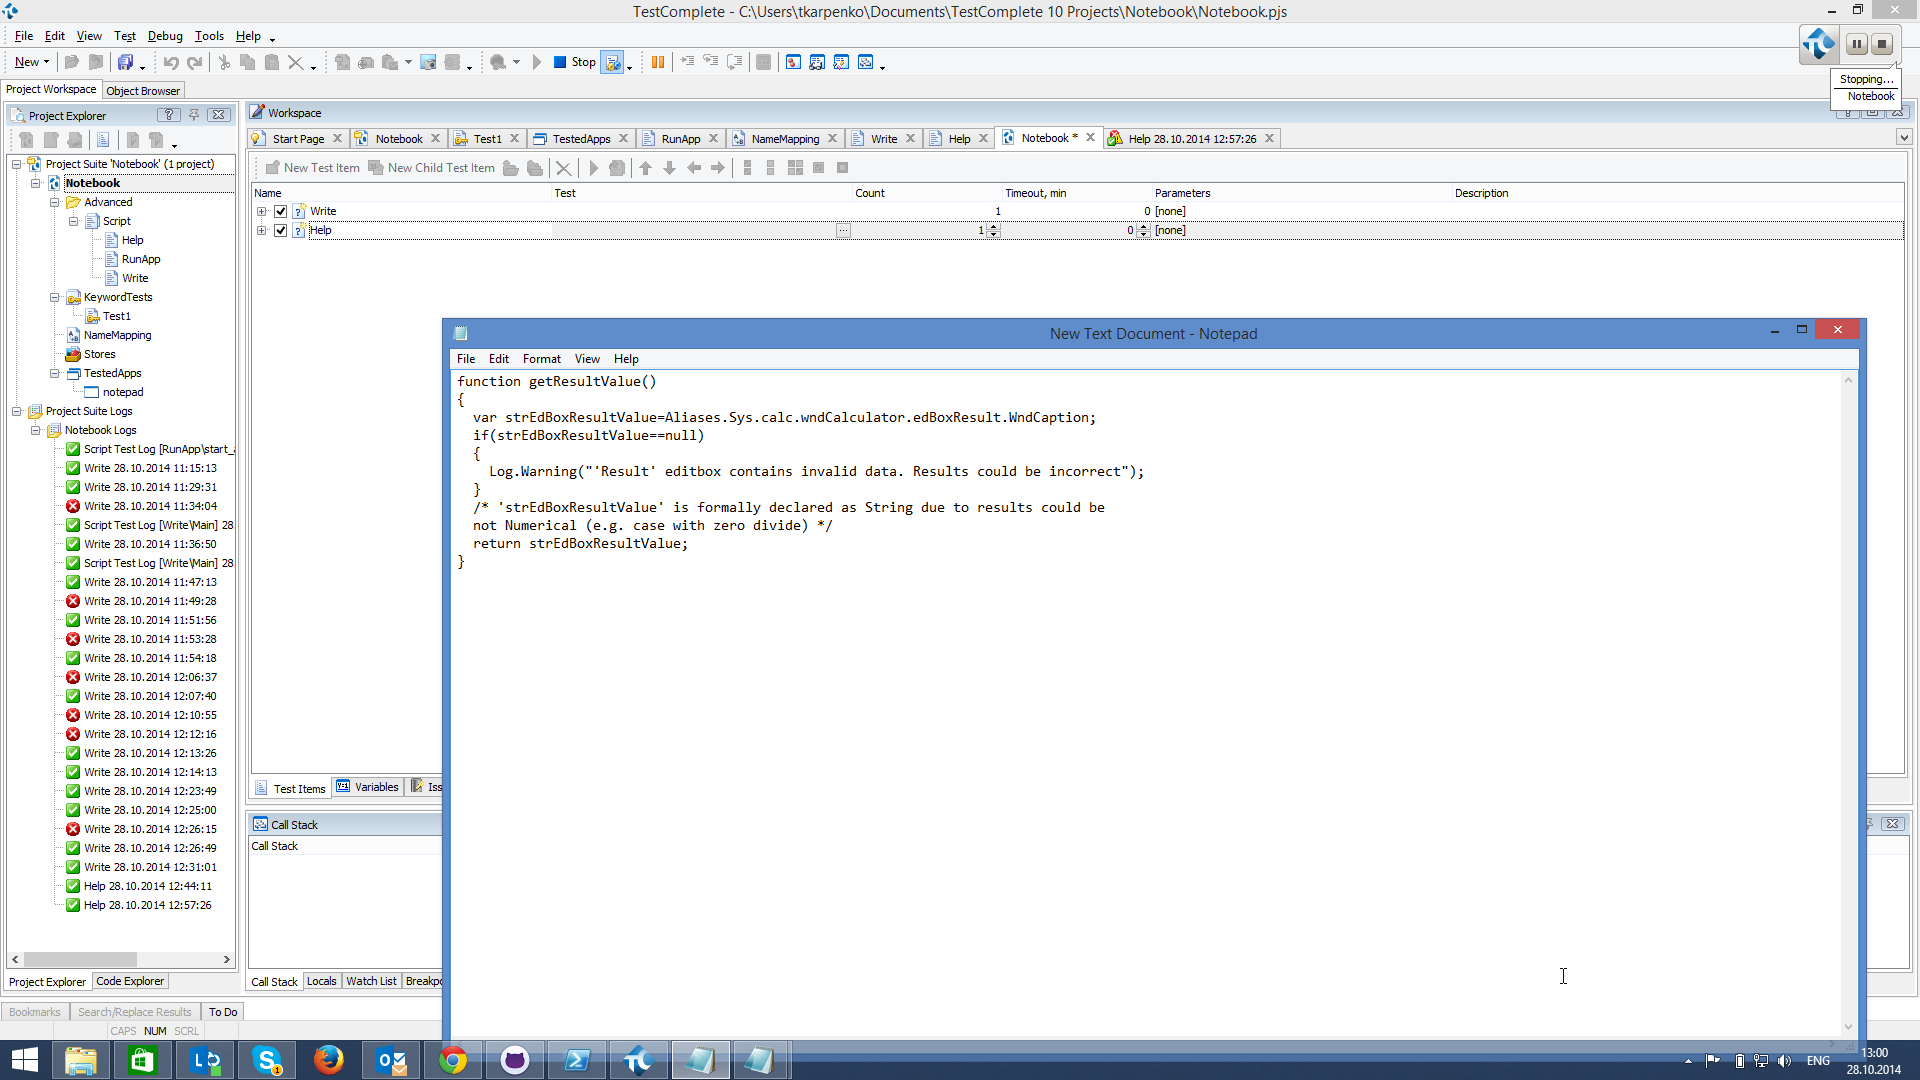 TestComplete - C:\Users\tkarpenko\Documents\TestComplete 10 Projects\Notebook\Notebook.pjs
File Edit View Test Debug Tools Help
New Stop
Stopping...
Notebook
Project Workspace Object Browser
Project Explorer
Workspace
Start Page Notebook Test1 TestedApps RunApp NameMapping Write Help Notebook * Help 28.10.2014 12:57:26
New Test Item New Child Test Item
Name Test Count Timeout, min Parameters Description
Write 1 0 [none]
Help ... 1 0 [none]
Project Suite 'Notebook' (1 project)
Notebook
Advanced
Script
Help
RunApp
Write
KeywordTests
Test1
NameMapping
Stores
TestedApps
notepad
Project Suite Logs
Notebook Logs
Script Test Log [RunApp\start_
Write 28.10.2014 11:15:13
Write 28.10.2014 11:29:31
Write 28.10.2014 11:34:04
Script Test Log [Write\Main] 28
Write 28.10.2014 11:36:50
Script Test Log [Write\Main] 28
Write 28.10.2014 11:47:13
Write 28.10.2014 11:49:28
Write 28.10.2014 11:51:56
Write 28.10.2014 11:53:28
Write 28.10.2014 11:54:18
Write 28.10.2014 12:06:37
Write 28.10.2014 12:07:40
Write 28.10.2014 12:10:55
Write 28.10.2014 12:12:16
Write 28.10.2014 12:13:26
Write 28.10.2014 12:14:13
Write 28.10.2014 12:23:49
Write 28.10.2014 12:25:00
Write 28.10.2014 12:26:15
Write 28.10.2014 12:26:49
Write 28.10.2014 12:31:01
Help 28.10.2014 12:44:11
Help 28.10.2014 12:57:26
Project Explorer Code Explorer
New Text Document - Notepad
File Edit Format View Help
function getResultValue()
{
var strEdBoxResultValue=Aliases.Sys.calc.wndCalculator.edBoxResult.WndCaption;
if(strEdBoxResultValue==null)
{
Log.Warning("'Result' editbox contains invalid data. Results could be incorrect");
}
/* 'strEdBoxResultValue' is formally declared as String due to results could be
not Numerical (e.g. case with zero divide) */
return strEdBoxResultValue;
}
Test Items Variables Iss
Call Stack
Call Stack
Call Stack Locals Watch List Breakpo
Bookmarks Search/Replace Results To Do
CAPS NUM SCRL
ENG
13:00
28.10.2014